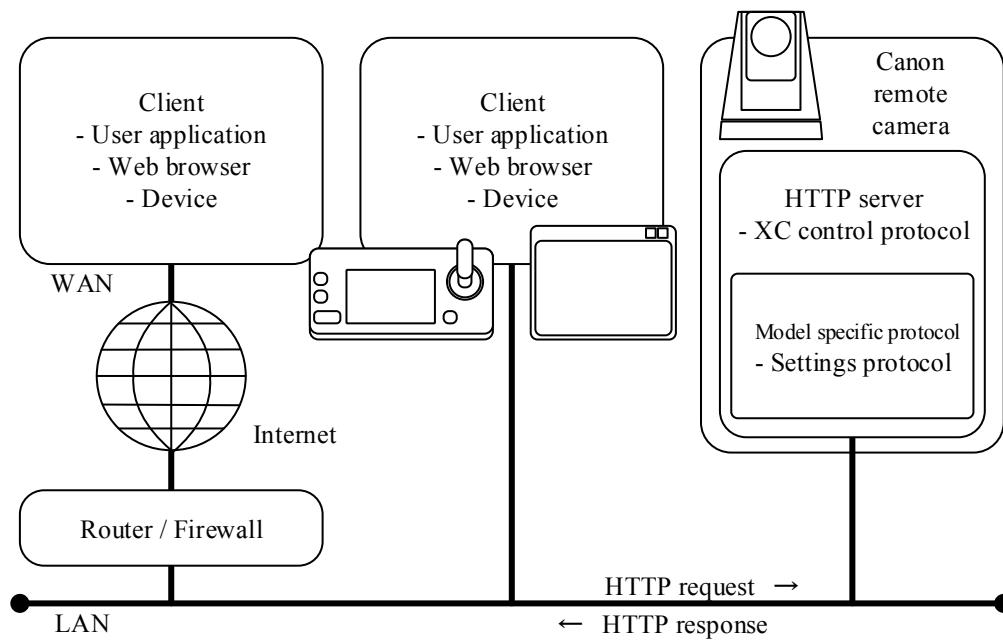 Client
- User application
- Web browser
- Device
WAN
Internet
Router / Firewall
LAN
Client
- User application
- Web browser
- Device
Canon
remote
camera
HTTP server
- XC control protocol
Model specific protocol
- Settings protocol
HTTP request →
← HTTP response